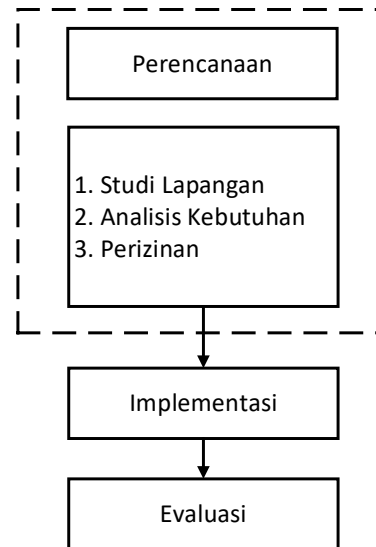 Perencanaan
1. Studi Lapangan
2. Analisis Kebutuhan
3. Perizinan
Implementasi
Evaluasi